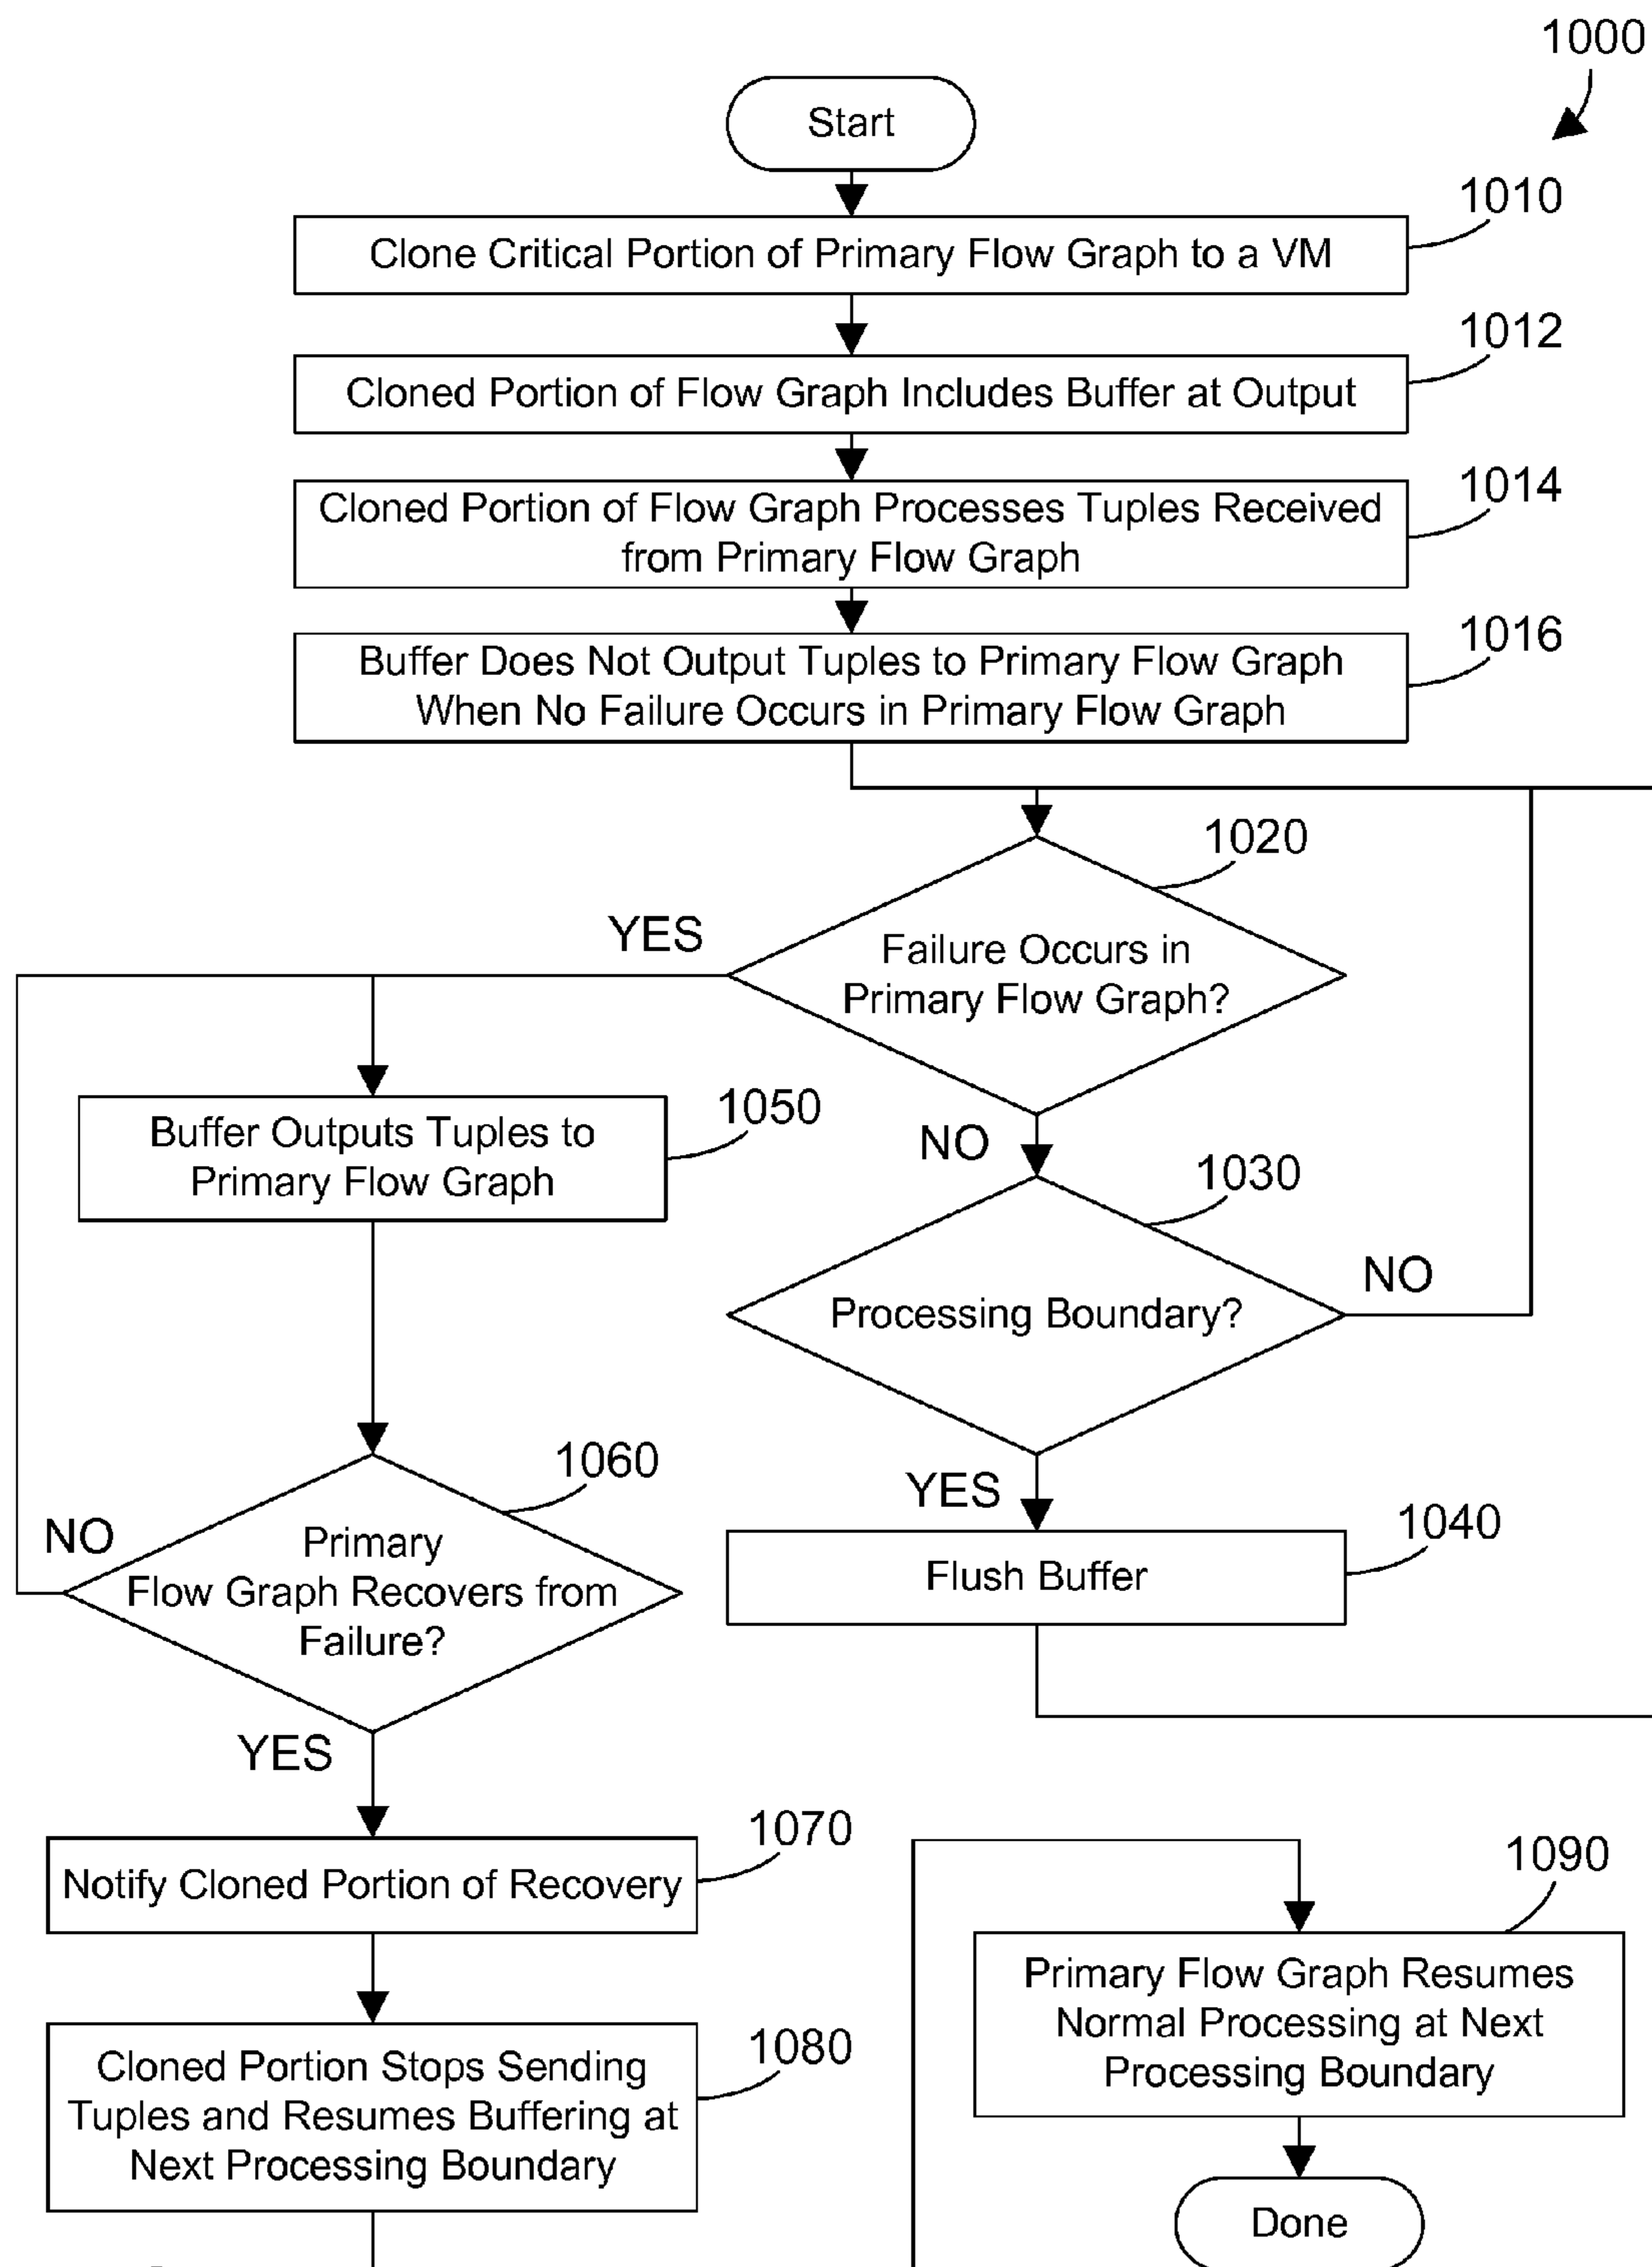 1000
Start
1010
Clone Critical Portion of Primary Flow Graph to a VM
1012
Cloned Portion of Flow Graph Includes Buffer at Output
1014
Cloned Portion of Flow Graph Processes Tuples Received
from Primary Flow Graph
1016
Buffer Does Not Output Tuples to Primary Flow Graph
When No Failure Occurs in Primary Flow Graph
1020
YES
Failure Occurs in
Primary Flow Graph?
1050
Buffer Outputs Tuples to
Primary Flow Graph
NO
1030
NO
Processing Boundary?
1060
NO
Primary
Flow Graph Recovers from
Failure?
YES
YES
1040
Flush Buffer
1070
Notify Cloned Portion of Recovery
1080
Cloned Portion Stops Sending
Tuples and Resumes Buffering at
Next Processing Boundary
1090
Primary Flow Graph Resumes
Normal Processing at Next
Processing Boundary
Done